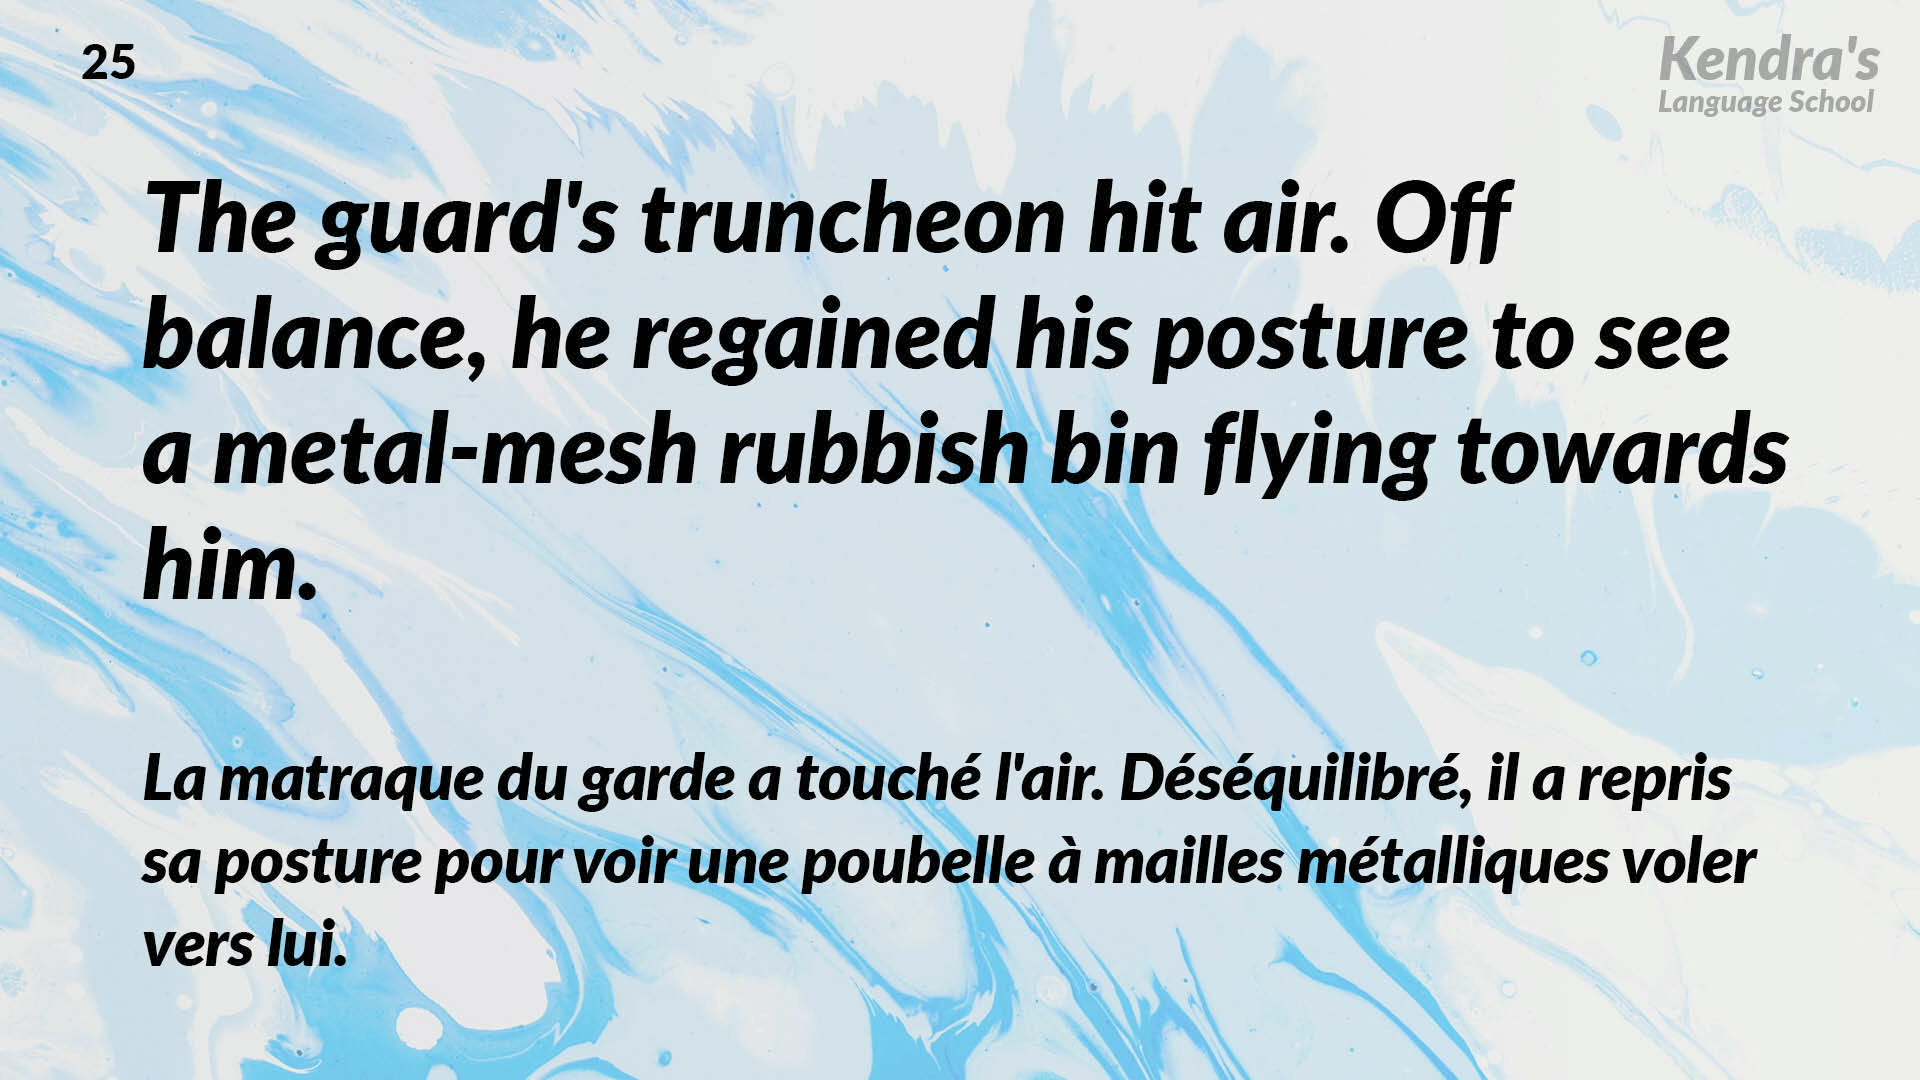 25
Kendra's
Language School
The guard's truncheon hit air. Off
balance, he regained his posture to see
a metal-mesh rubbish bin flying towards
him.
La matraque du garde a touché l'air. Déséquilibré, il a repris
sa posture pour voir une poubelle à mailles métalliques voler
vers lui.